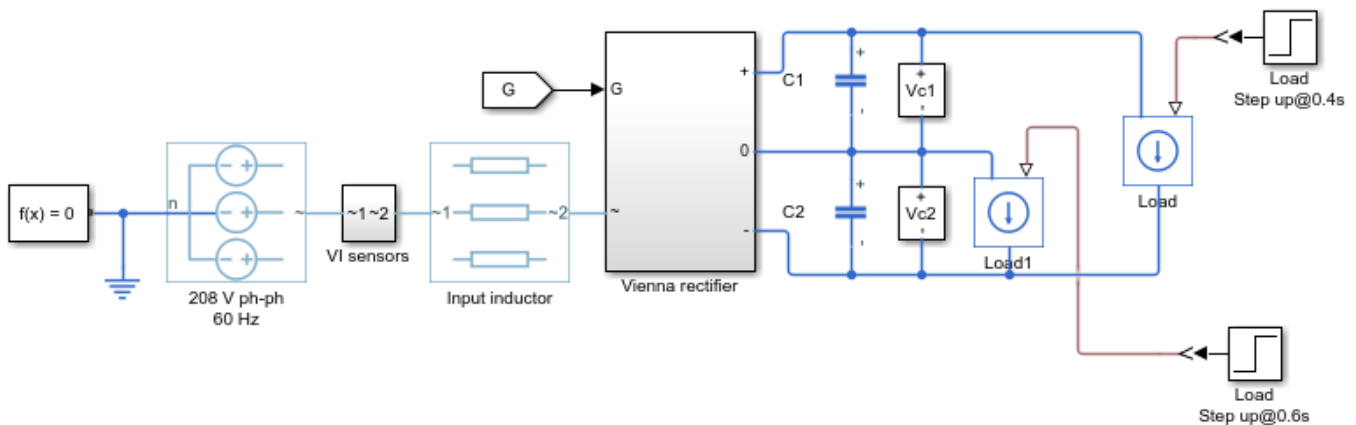 f(x) = 0
n
~
208 V ph-ph
60 Hz
~1 ~2
VI sensors
~1
~2
Input inductor
G
G
~
+
0
-
Vienna rectifier
C1
+
-
C2
+
-
+
Vc1
-
+
Vc2
-
Load1
Load
Load
Step up@0.4s
Load
Step up@0.6s